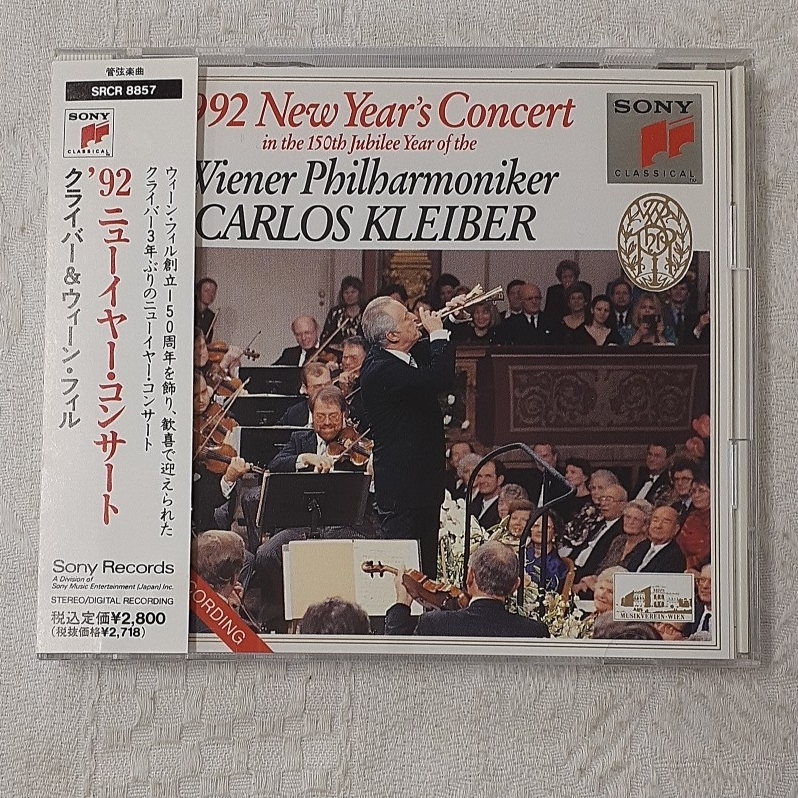 管弦楽曲
SRCR 8857
SONY
CLASSICAL
'92 ニューイヤー・コンサート
クライバー&ウィーン・フィル
ウィーン・フィル創立150周年を飾り、歓喜で迎えられた
クライバー3年ぶりのニューイヤー・コンサート
Sony Records
A Division of
Sony Music Entertainment (Japan) Inc.
STEREO/DIGITAL RECORDING
税込定価¥2,800
(税抜価格¥2,718)
992 New Year's Concert
in the 150th Jubilee Year of the
Wiener Philharmoniker
CARLOS KLEIBER
SONY
CLASSICAL
TM
CORDING
MUSIKVEREIN-WIEN